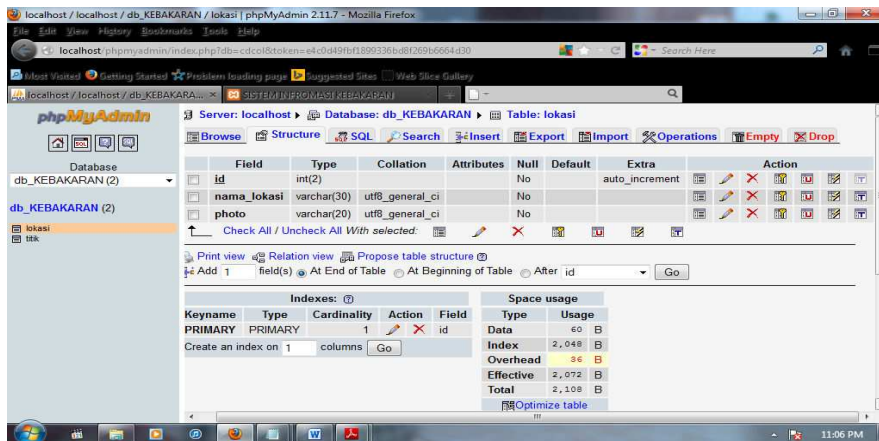 localhost / localhost / db_KEBAKARAN / lokasi | phpMyAdmin 2.11.7 - Mozilla Firefox
File Edit View History Bookmarks Tools Help
localhost/phpmyadmin/index.php?db=cdcol&token=e4c0d49fbf1899336bd8f269b6664d30 Search Here
Most Visited Getting Started Problem loading page Suggested Sites Web Slice Gallery
localhost / localhost / db_KEBAKARA... SISTEM INFROMASI KEBAKARAN
phpMyAdmin
Database
db_KEBAKARAN (2)
db_KEBAKARAN (2)
lokasi
titik
Server: localhost Database: db_KEBAKARAN Table: lokasi
Browse Structure SQL Search Insert Export Import Operations Empty Drop
Field Type Collation Attributes Null Default Extra Action
id int(2) No auto_increment
nama_lokasi varchar(30) utf8_general_ci No
photo varchar(20) utf8_general_ci No
Check All / Uncheck All With selected:
Print view Relation view Propose table structure
Add 1 field(s) At End of Table At Beginning of Table After id Go
Indexes:
Keyname Type Cardinality Action Field
PRIMARY PRIMARY 1 id
Create an index on 1 columns Go
Space usage
Type Usage
Data 60 B
Index 2,048 B
Overhead 36 B
Effective 2,072 B
Total 2,108 B
Optimize table
11:06 PM